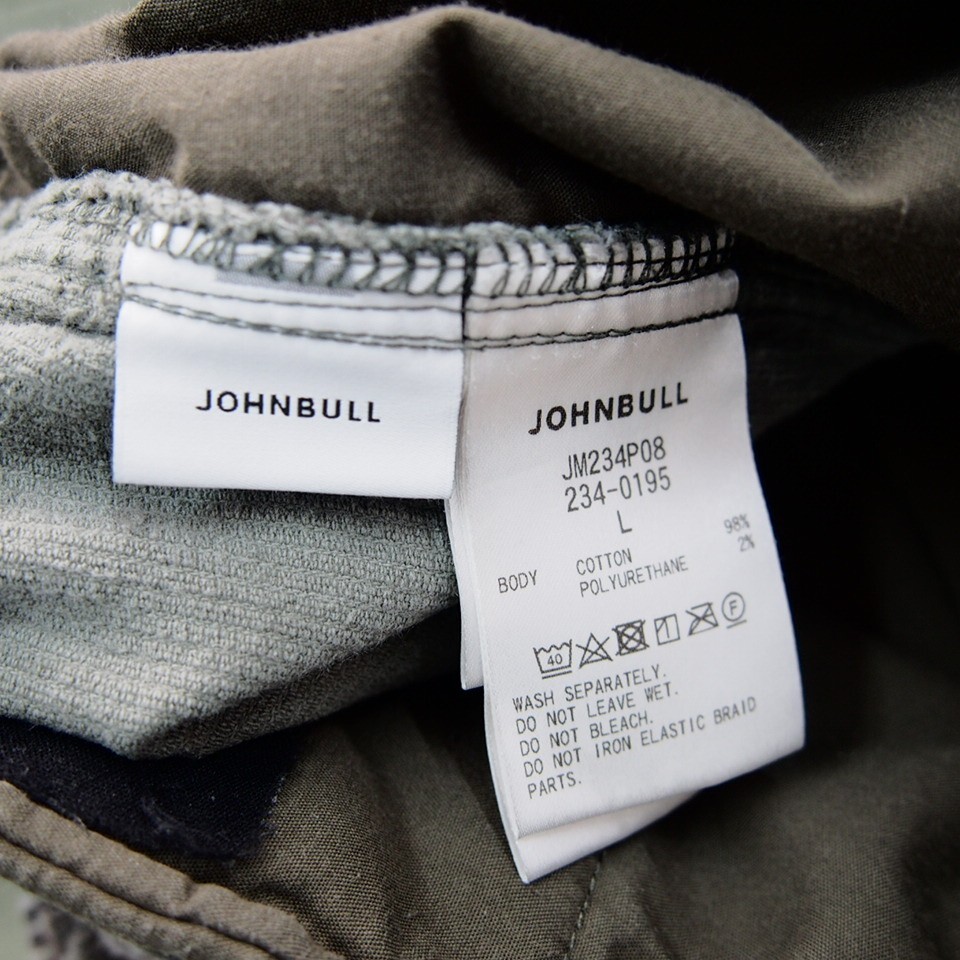 JOHNBULL
JOHNBULL
JM234P08
234-0195
L
BODY COTTON 98%
POLYURETHANE 2%
40 F
WASH SEPARATELY.
DO NOT LEAVE WET.
DO NOT BLEACH.
DO NOT IRON ELASTIC BRAID
PARTS.